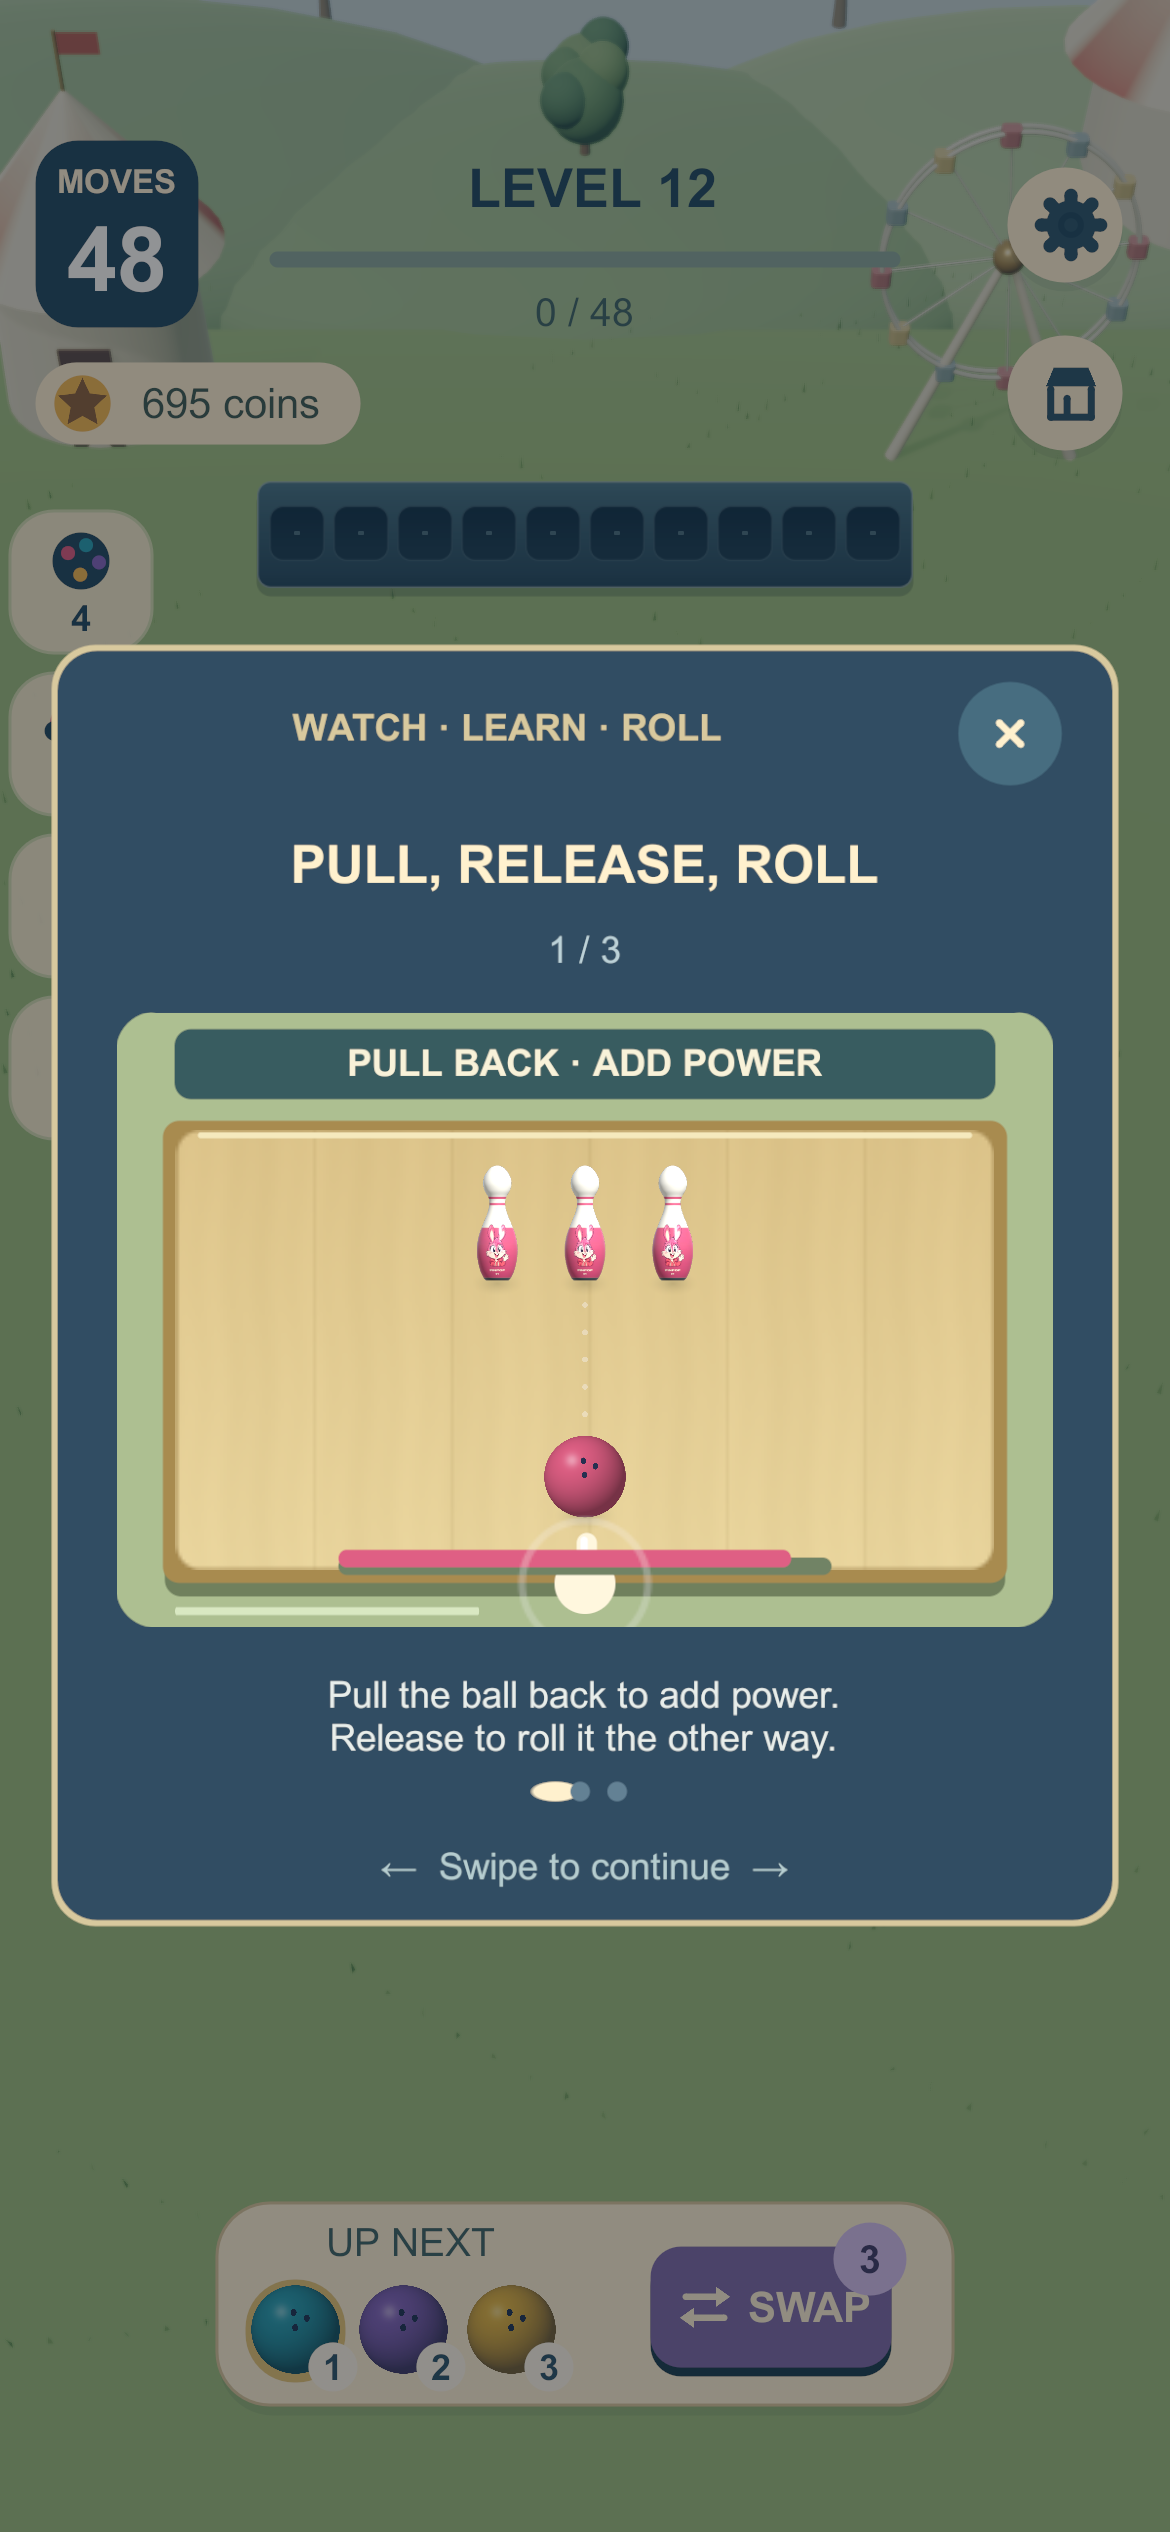 MOVES
48
LEVEL 12
0 / 48
695 coins
4
WATCH · LEARN · ROLL
PULL, RELEASE, ROLL
1 / 3
PULL BACK · ADD POWER
Pull the ball back to add power.
Release to roll it the other way.
← Swipe to continue →
UP NEXT
1
2
3
SWAP
3